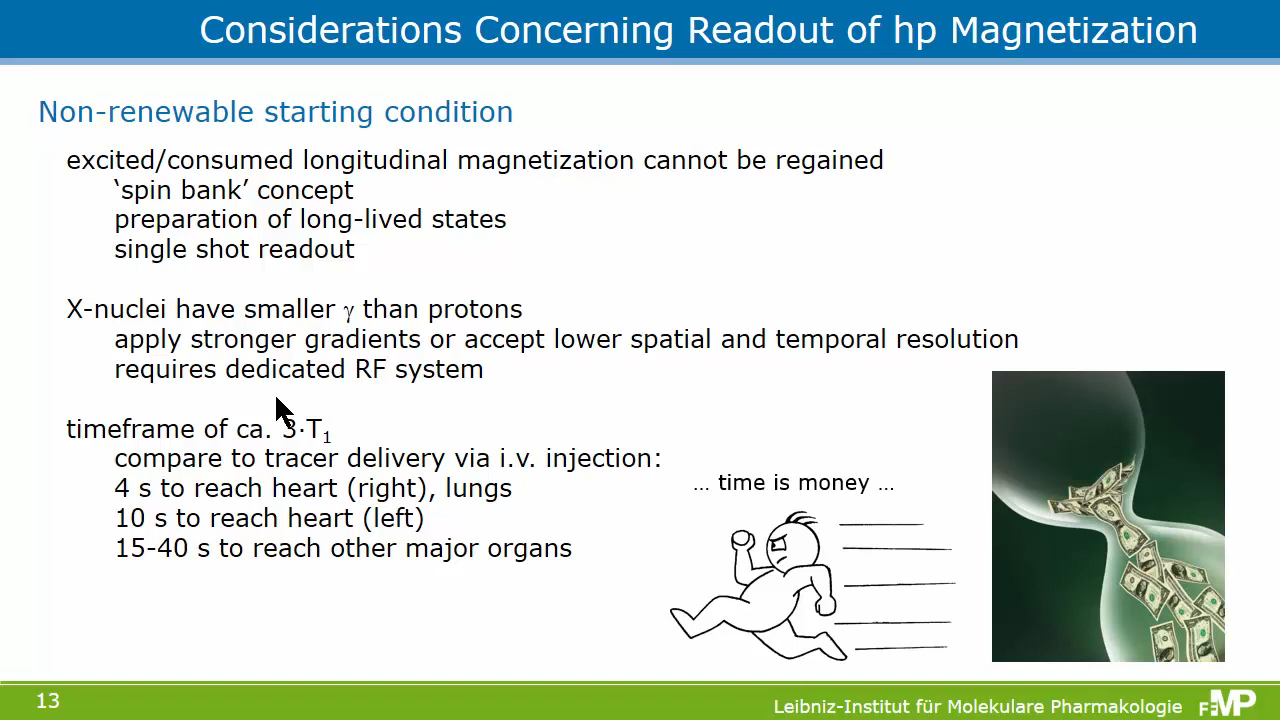 Considerations Concerning Readout of hp Magnetization
Non-renewable starting condition
excited/consumed longitudinal magnetization cannot be regained
‘spin bank’ concept
preparation of long-lived states
single shot readout
X-nuclei have smaller γ than protons
apply stronger gradients or accept lower spatial and temporal resolution
requires dedicated RF system
timeframe of ca. 3·T₁
compare to tracer delivery via i.v. injection:
4 s to reach heart (right), lungs
10 s to reach heart (left)
15-40 s to reach other major organs
… time is money …
13
Leibniz-Institut für Molekulare Pharmakologie
FMP